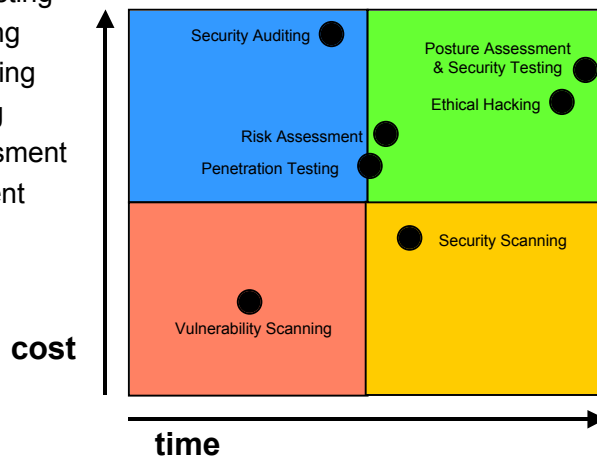 Security Auditing
Posture Assessment
& Security Testing
Ethical Hacking
Risk Assessment
Penetration Testing
Security Scanning
Vulnerability Scanning
cost
time